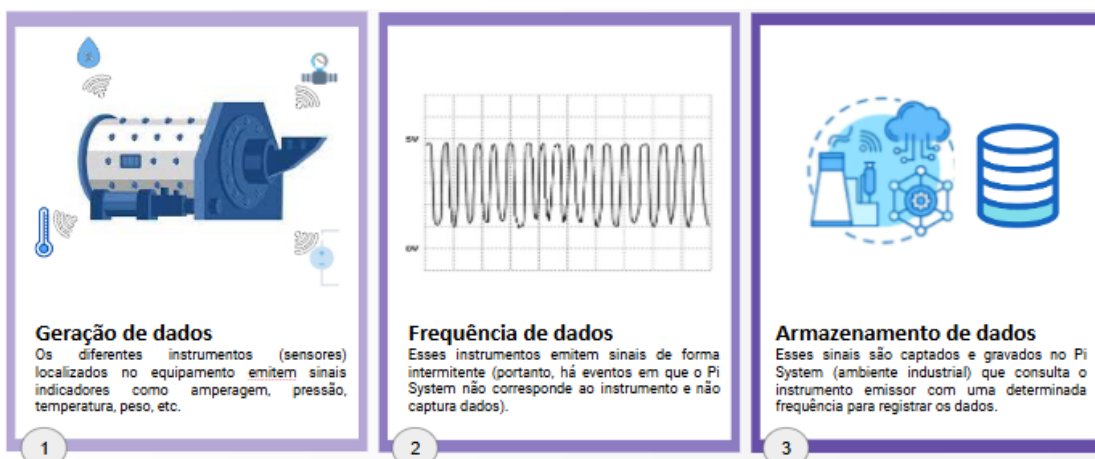 Geração de dados
Os diferentes instrumentos (sensores)
localizados no equipamento emitem sinais
indicadores como amperagem, pressão,
temperatura, peso, etc.
1
5V
0V
Frequência de dados
Esses instrumentos emitem sinais de forma
intermitente (portanto, há eventos em que o Pi
System não corresponde ao instrumento e não
captura dados).
2
Armazenamento de dados
Esses sinais são captados e gravados no Pi
System (ambiente industrial) que consulta o
instrumento emissor com uma determinada
frequência para registrar os dados.
3